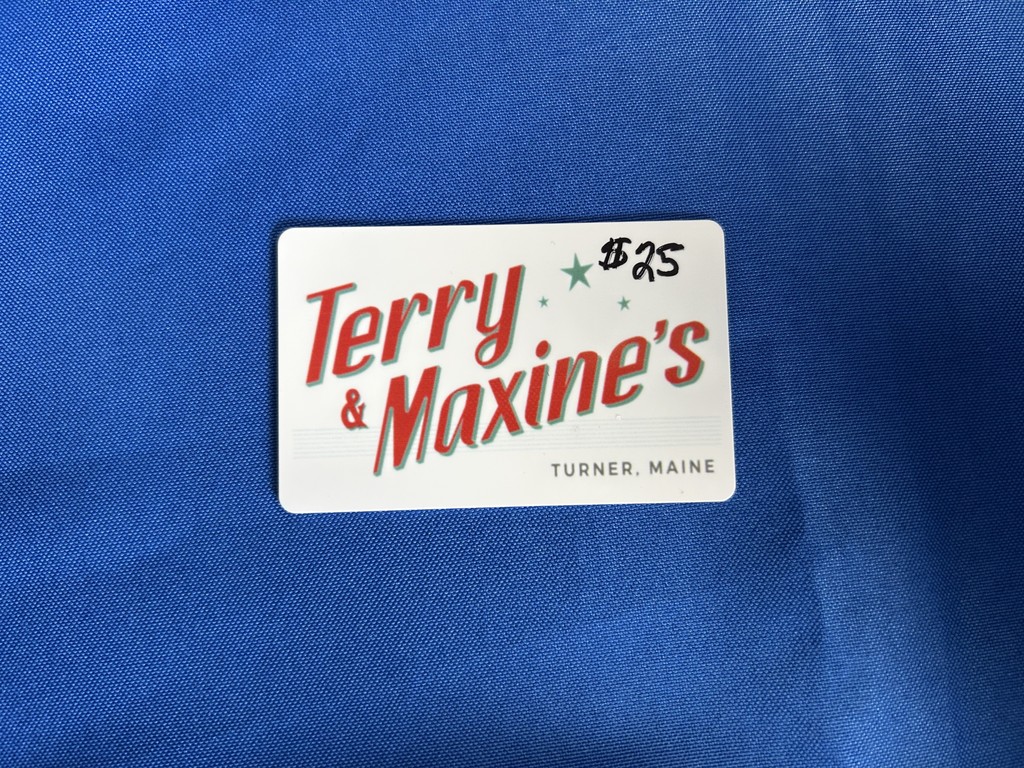 $25
Terry
& Maxine's
TURNER, MAINE